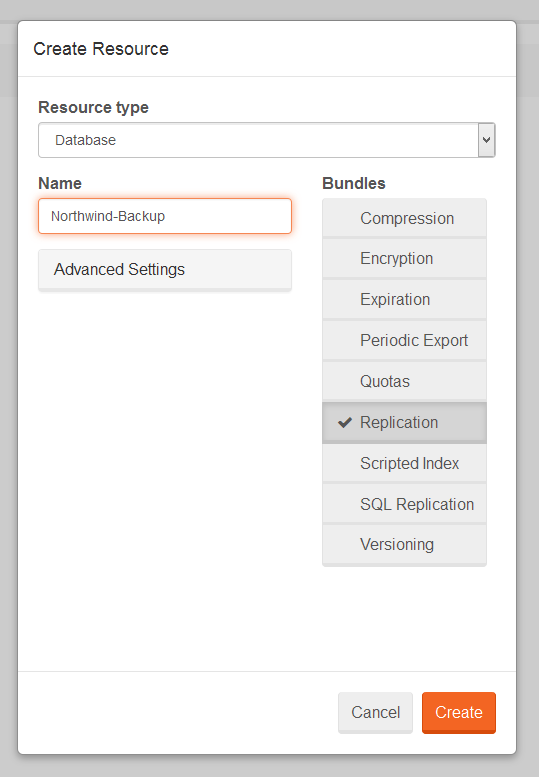 Create Resource
Resource type
Database
Name
Northwind-Backup
Advanced Settings
Bundles
Compression
Encryption
Expiration
Periodic Export
Quotas
Replication
Scripted Index
SQL Replication
Versioning
Cancel
Create